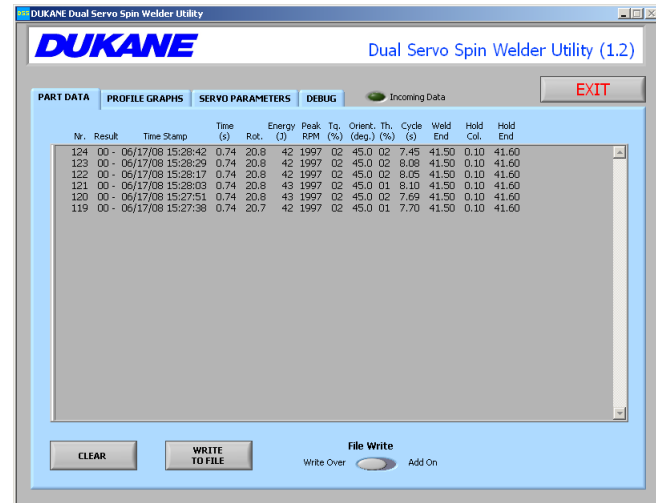 DSS DUKANE Dual Servo Spin Welder Utility
DUKANE
Dual Servo Spin Welder Utility (1.2)
PART DATA PROFILE GRAPHS SERVO PARAMETERS DEBUG Incoming Data EXIT
Time Energy Peak Tq. Orient. Th. Cycle Weld Hold Hold
Nr. Result Time Stamp (s) Rot. (J) RPM (%) (deg.) (%) (s) End Col. End
124 00 - 06/17/08 15:28:42 0.74 20.8 42 1997 02 45.0 02 7.45 41.50 0.10 41.60
123 00 - 06/17/08 15:28:29 0.74 20.8 42 1997 02 45.0 02 8.08 41.50 0.10 41.60
122 00 - 06/17/08 15:28:17 0.74 20.8 42 1997 02 45.0 02 8.05 41.50 0.10 41.60
121 00 - 06/17/08 15:28:03 0.74 20.8 43 1997 02 45.0 01 8.10 41.50 0.10 41.60
120 00 - 06/17/08 15:27:51 0.74 20.8 43 1997 02 45.0 02 7.69 41.50 0.10 41.60
119 00 - 06/17/08 15:27:38 0.74 20.7 42 1997 02 45.0 01 7.70 41.50 0.10 41.60
CLEAR
WRITE
TO FILE
File Write
Write Over Add On